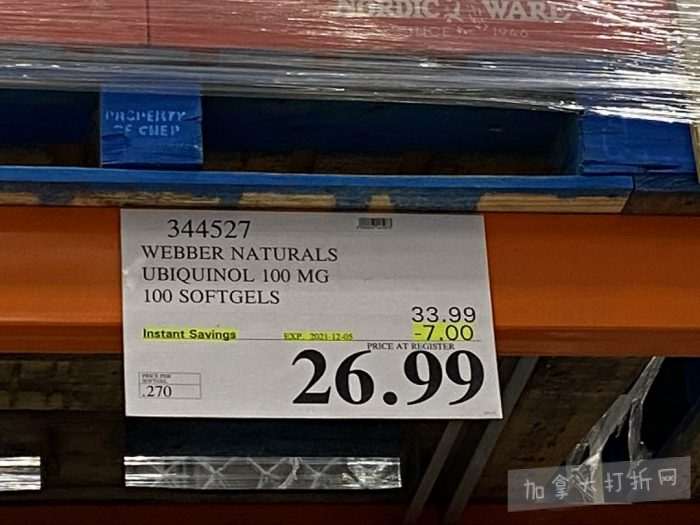 NORDIC WARE
SINCE 1946
PROPERTY
OF CHEP
344527
WEBBER NATURALS
UBIQUINOL 100 MG
100 SOFTGELS
33.99
Instant Savings EXP. 2021-12-05 -7.00
PRICE AT REGISTER
26.99
PRICE PER
SOFTGEL
.270
加拿大打折网